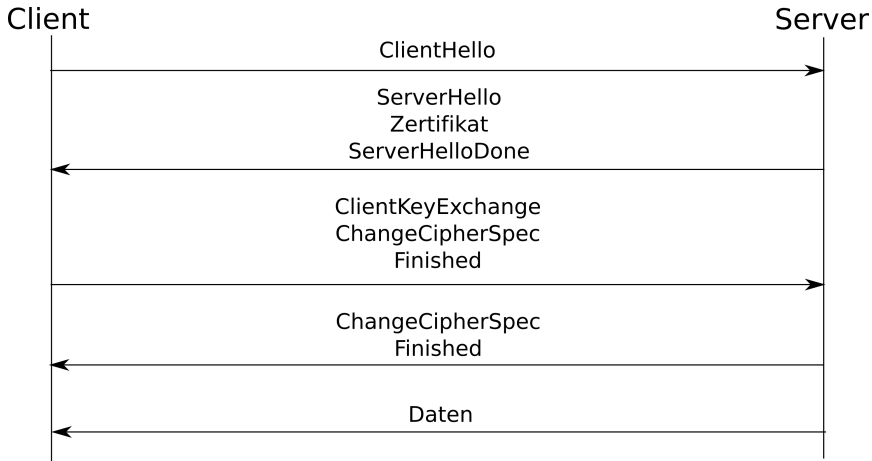 Client
Server
ClientHello
ServerHello
Zertifikat
ServerHelloDone
ClientKeyExchange
ChangeCipherSpec
Finished
ChangeCipherSpec
Finished
Daten